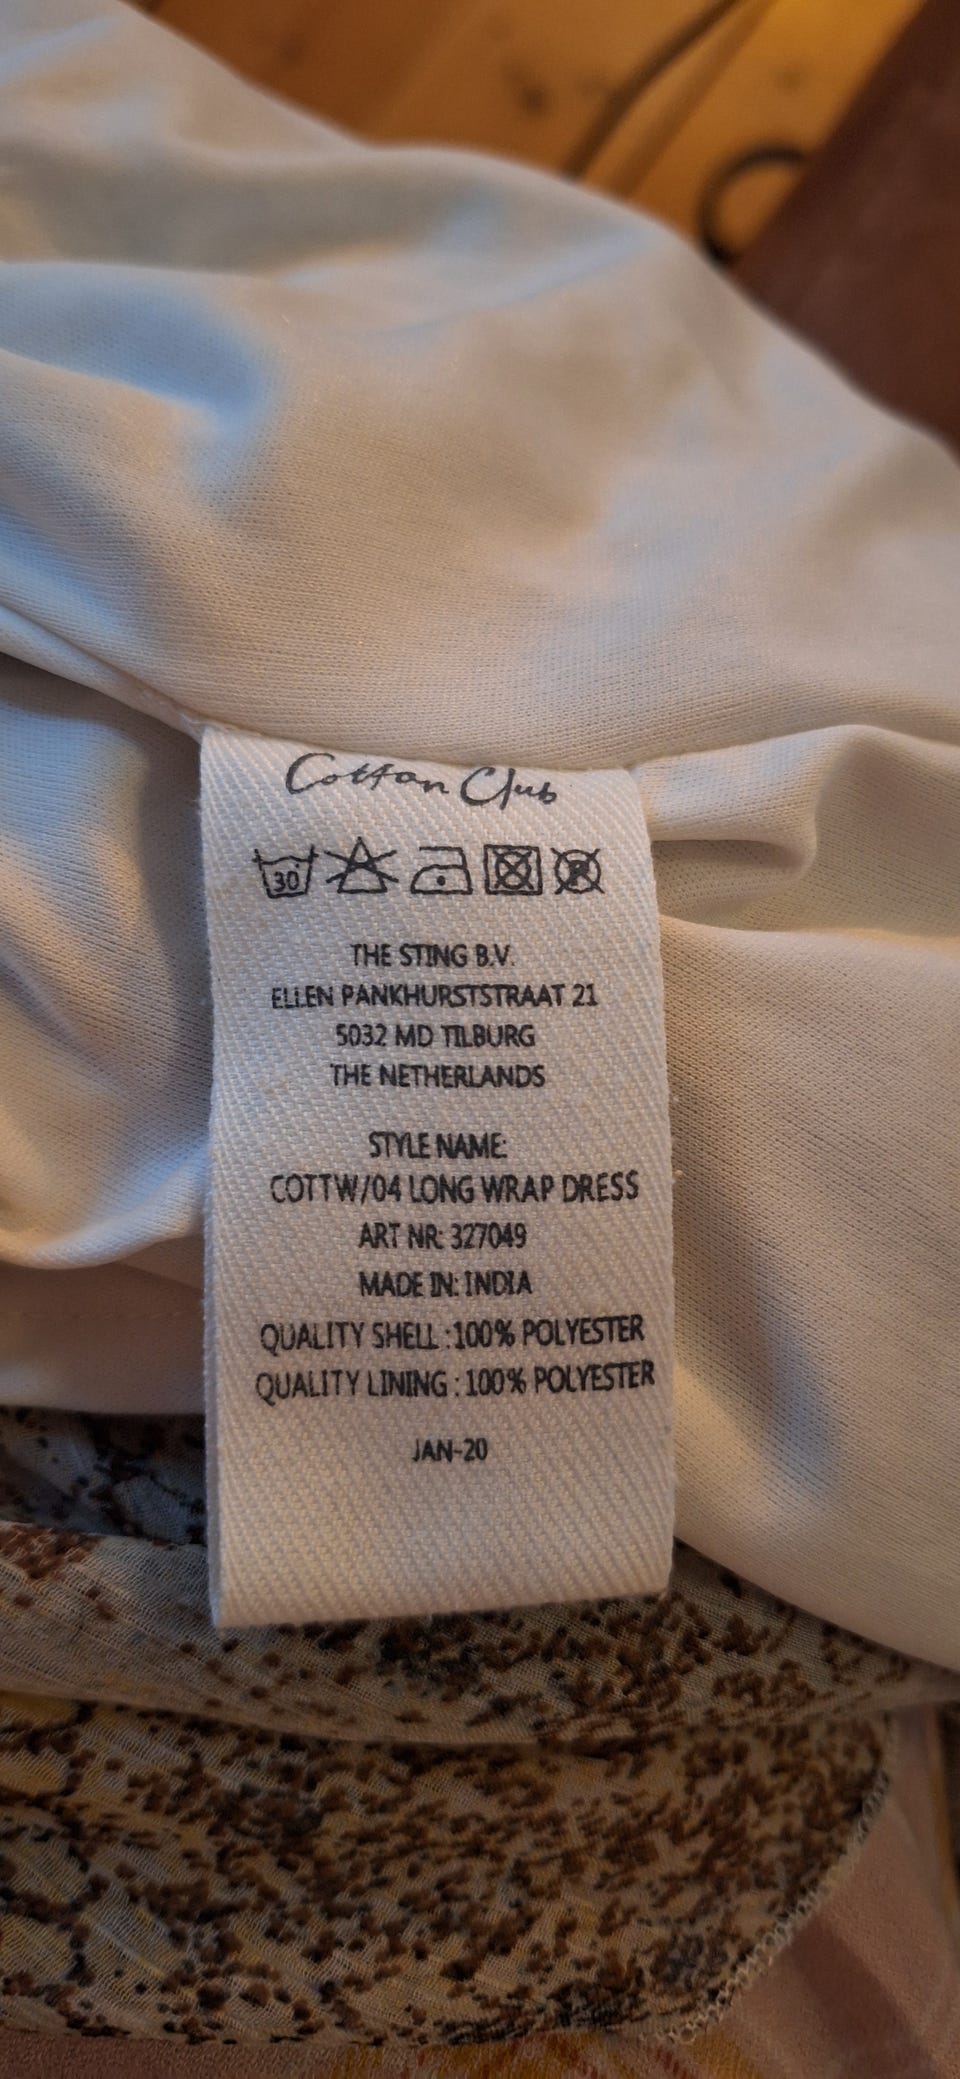 Cotton Club
30 P
THE STING B.V.
ELLEN PANKHURSTSTRAAT 21
5032 MD TILBURG
THE NETHERLANDS
STYLE NAME:
COTTW/04 LONG WRAP DRESS
ART NR: 327049
MADE IN: INDIA
QUALITY SHELL :100% POLYESTER
QUALITY LINING : 100% POLYESTER
JAN-20